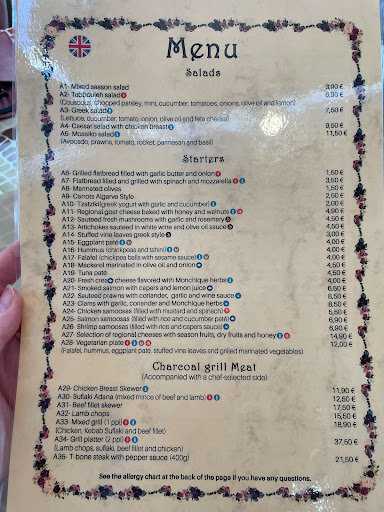 Menu
Salads
A1- Mixed season salad 3,90 €
A2- Tabbouleh salad 6,90 €
(Couscous, chopped parsley, mint, cucumber, tomatoes, onions, olive oil and lemon)
A3- Greek salad 7,50 €
(Lettuce, cucumber, tomato, onion, olive oil and feta cheese)
A4- Caesar salad with chicken breast 8,50 €
A5- Mosaiko salad 11,50 €
(Avocado, prawns, tomato, rocket, parmesan and basil)
Starters
A6- Grilled flatbread filled with garlic butter and onion 1,50 €
A7- Flatbread filled and grilled with spinach and mozzarella 3,50 €
A8- Marinated olives 1,50 €
A9- Carrots Algarve Style 1,50 €
A10- Tzatziki (greek yogurt with garlic and cucumber) 2,00 €
A11- Regional goat cheese baked with honey and walnuts 4,90 €
A12- Sauteed fresh mushrooms with garlic and rosemary 4,50 €
A13- Artichokes sauteed in white wine and olive oil sauce 4,50 €
A14- Stuffed vine leaves greek style 3,00 €
A15- Eggplant paté 4,00 €
A16- Hummus (chickpeas and tahini) 4,00 €
A17- Falafel (chickpea balls with sesame sauce) 4,00 €
A18- Mackerel marinated in olive oil and onion 4,00 €
A19- Tuna paté 4,00 €
A20- Fresh cheese flavored with Monchique herbs 4,00 €
A21- Smoked salmon with capers and lemon juice 6,50 €
A22- Sauteed prawns with coriander, garlic and wine sauce 8,50 €
A23- Clams with garlic, coriander and Monchique herbs 8,50 €
A24- Chicken samosas (filled with mustard and spinach) 5,50 €
A25- Salmon samosas (filled with rice and cucumber paté) 6,90 €
A26- Shrimp samosas (filled with rice and capers sauce) 6,90 €
A27- Selection of regional cheeses with season fruits, dry fruits and honey 14,90 €
A28- Vegetarian plate 12,00 €
(Falafel, hummus, eggplant paté, stuffed vine leaves and grilled marinated vegetables)
Charcoal grill Meat
(Accompanied with a chef-selected side)
A29- Chicken Breast Skewer 11,90 €
A30- Suflaki Adana (mixed mince of beef and lamb) 12,50 €
A31- Beef fillet skewer 17,50 €
A32- Lamb chops 15,50 €
A33- Mixed grill (1 ppl) 18,90 €
(Chicken, Kebab Suflaki and beef fillet)
A34- Grill platter (2 ppl) 37,50 €
(Lamb chops, suflaki, beef fillet and chicken)
A35- T-bone steak with pepper sauce (400g) 21,50 €
See the allergy chart at the back of the page if you have any questions.